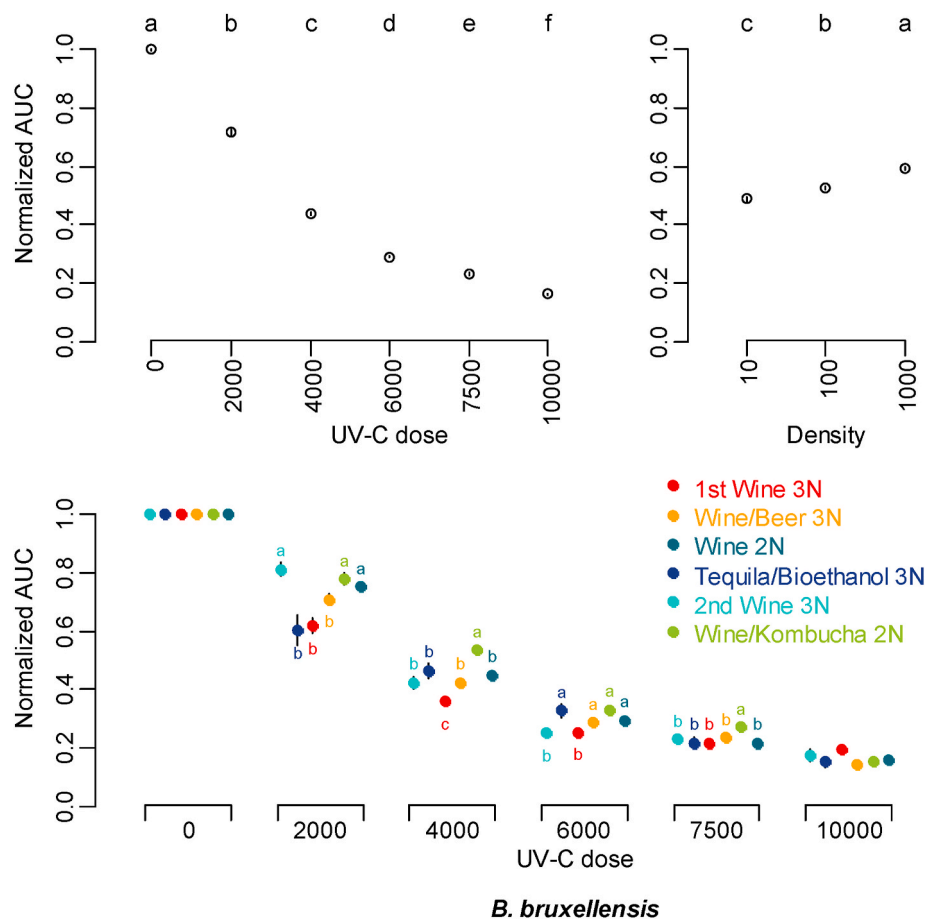 a b c d e f
Normalized AUC
0.0 0.2 0.4 0.6 0.8 1.0
0 2000 4000 6000 7500 10000
UV-C dose
c b a
0.0 0.2 0.4 0.6 0.8 1.0
10 100 1000
Density
1st Wine 3N
Wine/Beer 3N
Wine 2N
Tequila/Bioethanol 3N
2nd Wine 3N
Wine/Kombucha 2N
Normalized AUC
0.0 0.2 0.4 0.6 0.8 1.0
a b b b a a
b b c b a b
b a b a a a
b b b b a b
0 2000 4000 6000 7500 10000
UV-C dose
B. bruxellensis